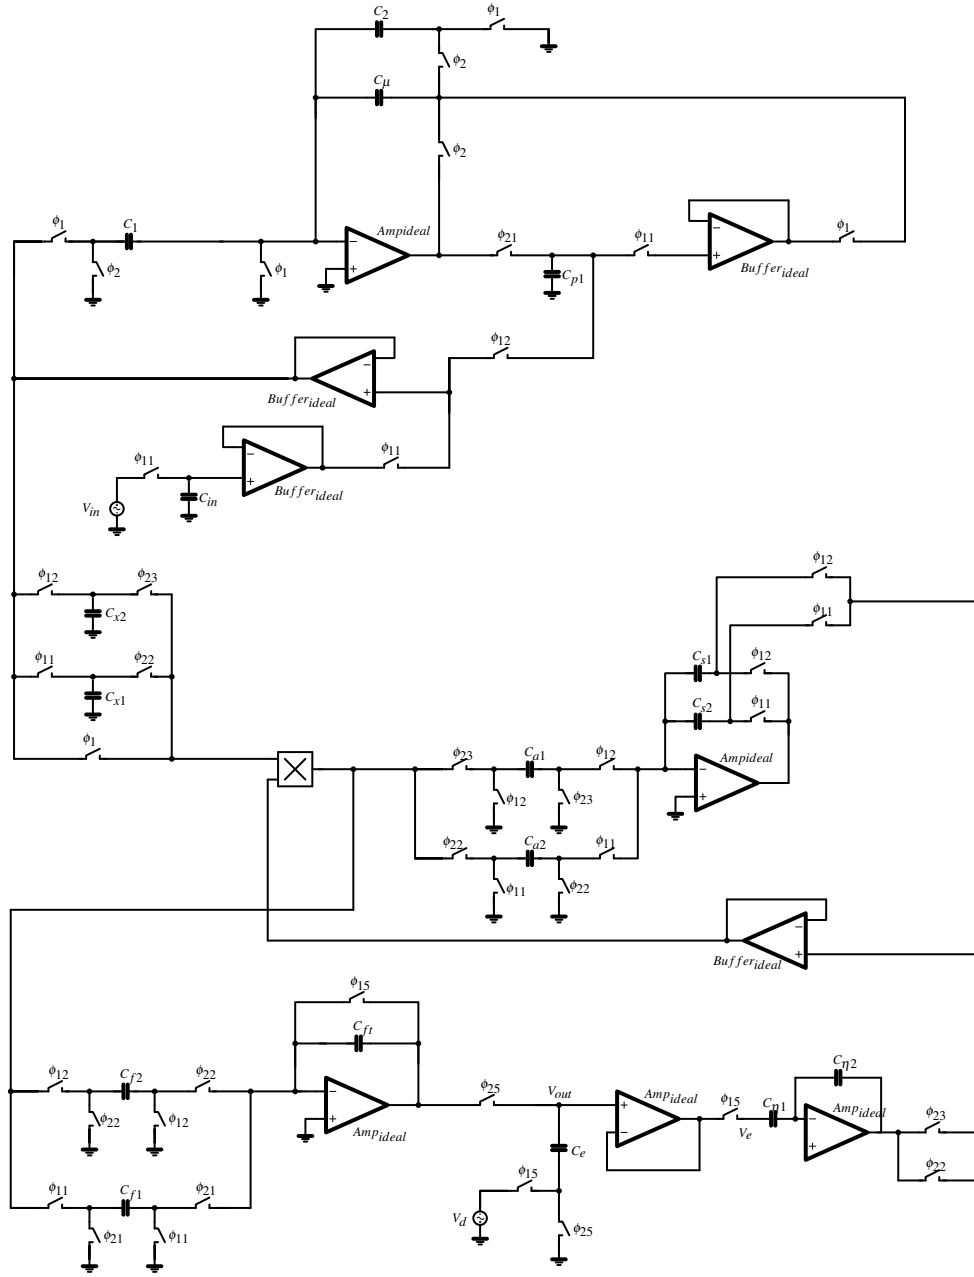 C2
ϕ1
ϕ2
Cμ
ϕ2
ϕ1
C1
ϕ2
ϕ1
−
+
Ampideal
ϕ21
Cp1
ϕ11
−
+
Bufferideal
ϕ1
ϕ12
−
+
Bufferideal
ϕ11
Vin
Cin
−
+
Bufferideal
ϕ11
ϕ12
Cx2
ϕ23
ϕ11
Cx1
ϕ22
ϕ1
ϕ12
ϕ11
Cs1
ϕ12
Cs2
ϕ11
−
+
Ampideal
ϕ23
Ca1
ϕ12
ϕ12
ϕ23
ϕ22
Ca2
ϕ11
ϕ11
ϕ22
−
+
Bufferideal
ϕ15
Cft
−
+
Ampideal
ϕ12
Cf2
ϕ22
ϕ22
ϕ12
ϕ11
Cf1
ϕ21
ϕ21
ϕ11
ϕ25
Vout
Ce
ϕ15
Vd
ϕ25
+
−
Ampideal
ϕ15
Ve
Cη1
Cη2
−
+
Ampideal
ϕ23
ϕ22